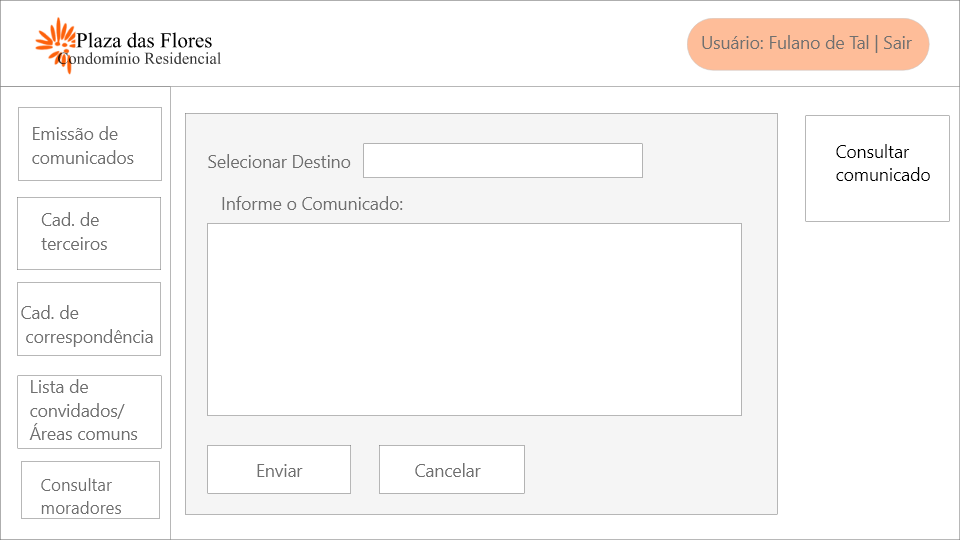 Plaza das Flores
Condomínio Residencial
Usuário: Fulano de Tal | Sair
Emissão de
comunicados
Cad. de
terceiros
Cad. de
correspondência
Lista de
convidados/
Áreas comuns
Consultar
moradores
Selecionar Destino
Informe o Comunicado:
Enviar
Cancelar
Consultar
comunicado